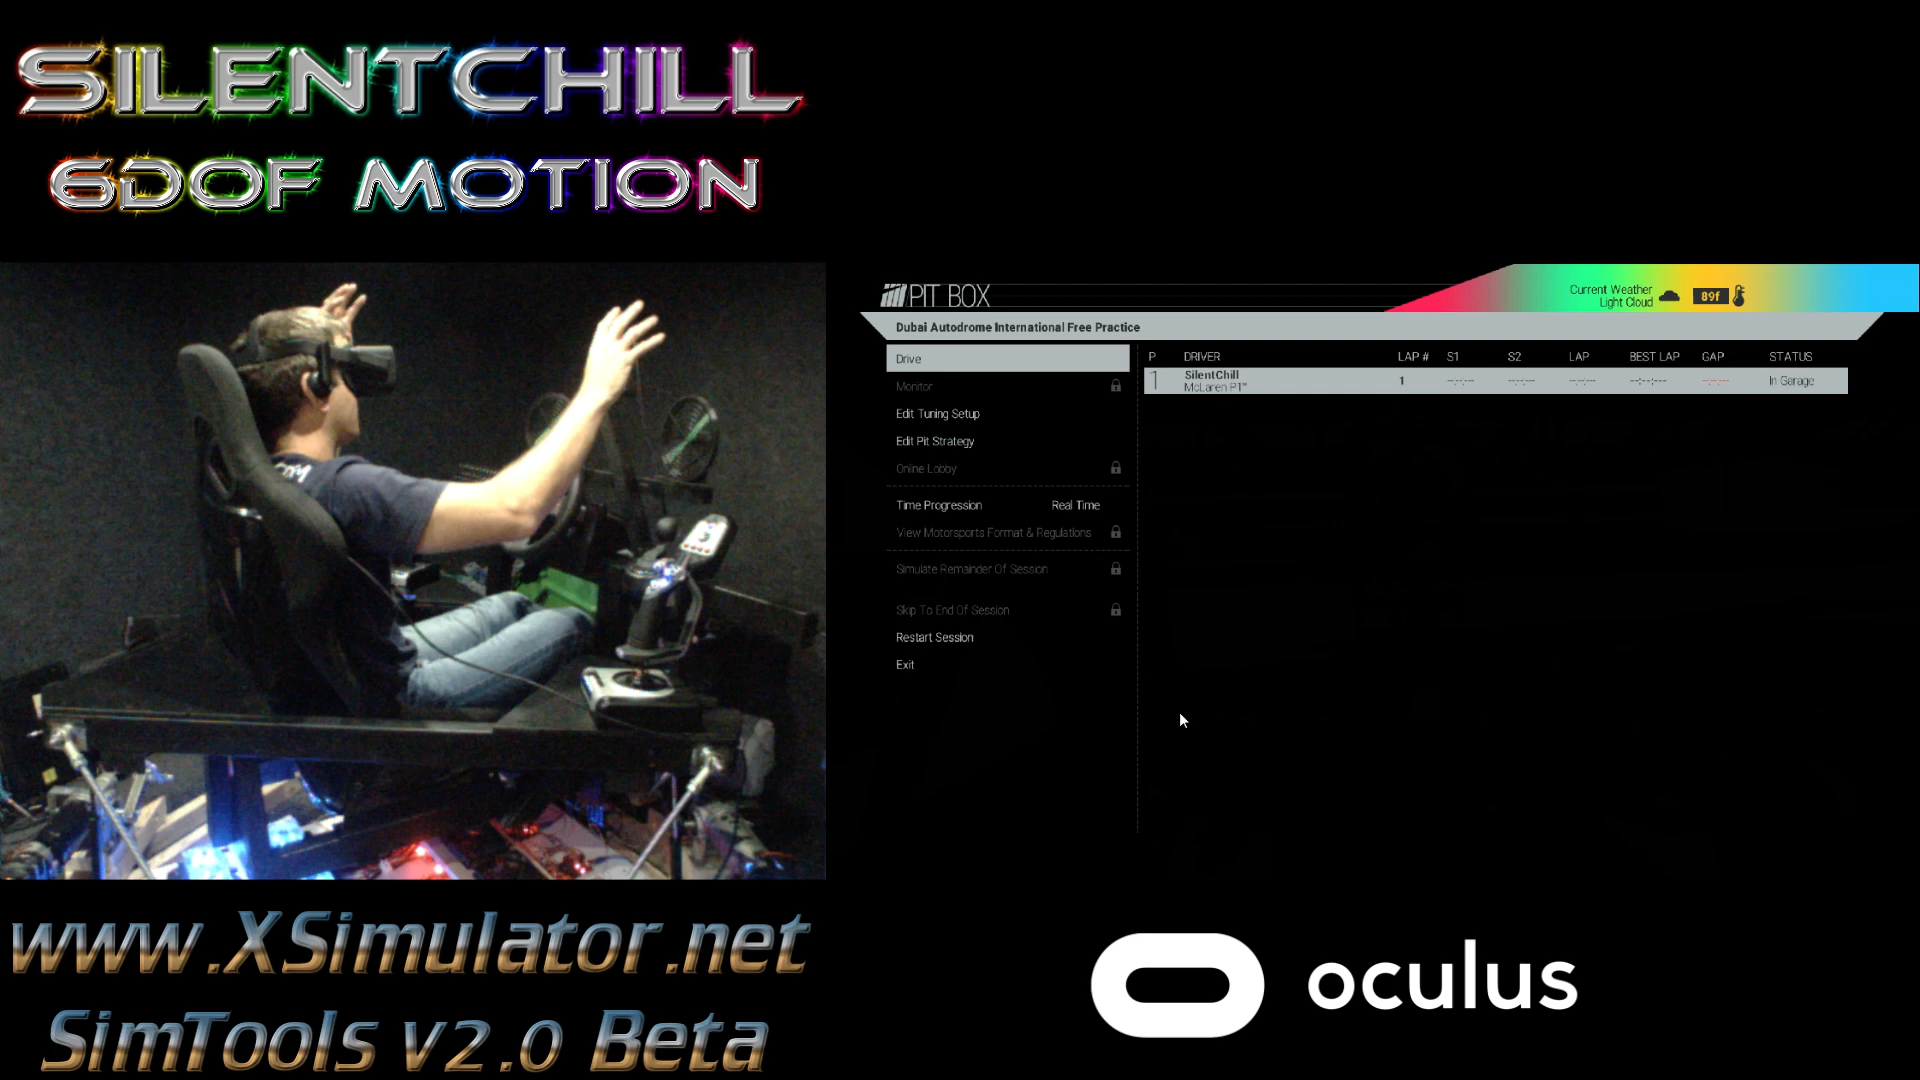 SILENTCHILL
6DOF MOTION
PIT BOX
Current Weather
Light Cloud
89f
Dubai Autodrome International Free Practice
Drive
Monitor
Edit Tuning Setup
Edit Pit Strategy
Online Lobby
Time Progression Real Time
View Motorsports Format & Regulations
Simulate Remainder Of Session
Skip To End Of Session
Restart Session
Exit
P DRIVER LAP # S1 S2 LAP BEST LAP GAP STATUS
1 SilentChill 1 --:--:--- --:--:--- --:--:--- --:--:--- --:--:--- In Garage
McLaren P1™
OM
www.XSimulator.net
SimTools v2.0 Beta
oculus